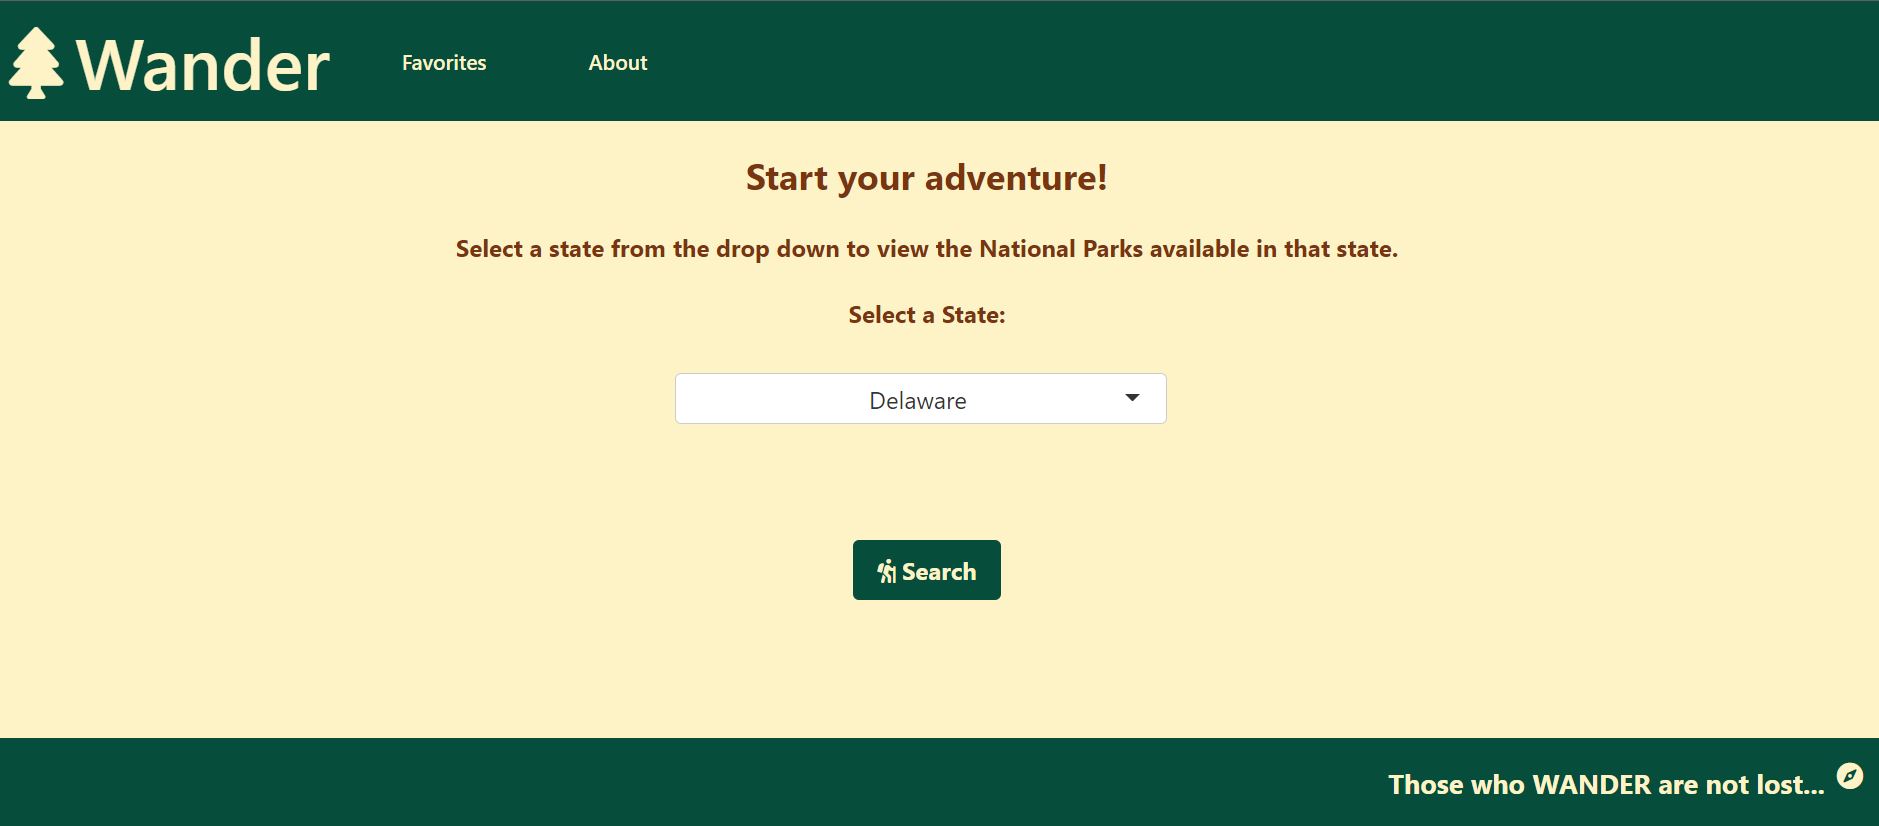 Wander
Favorites
About
Start your adventure!
Select a state from the drop down to view the National Parks available in that state.
Select a State:
Delaware
Search
Those who WANDER are not lost...